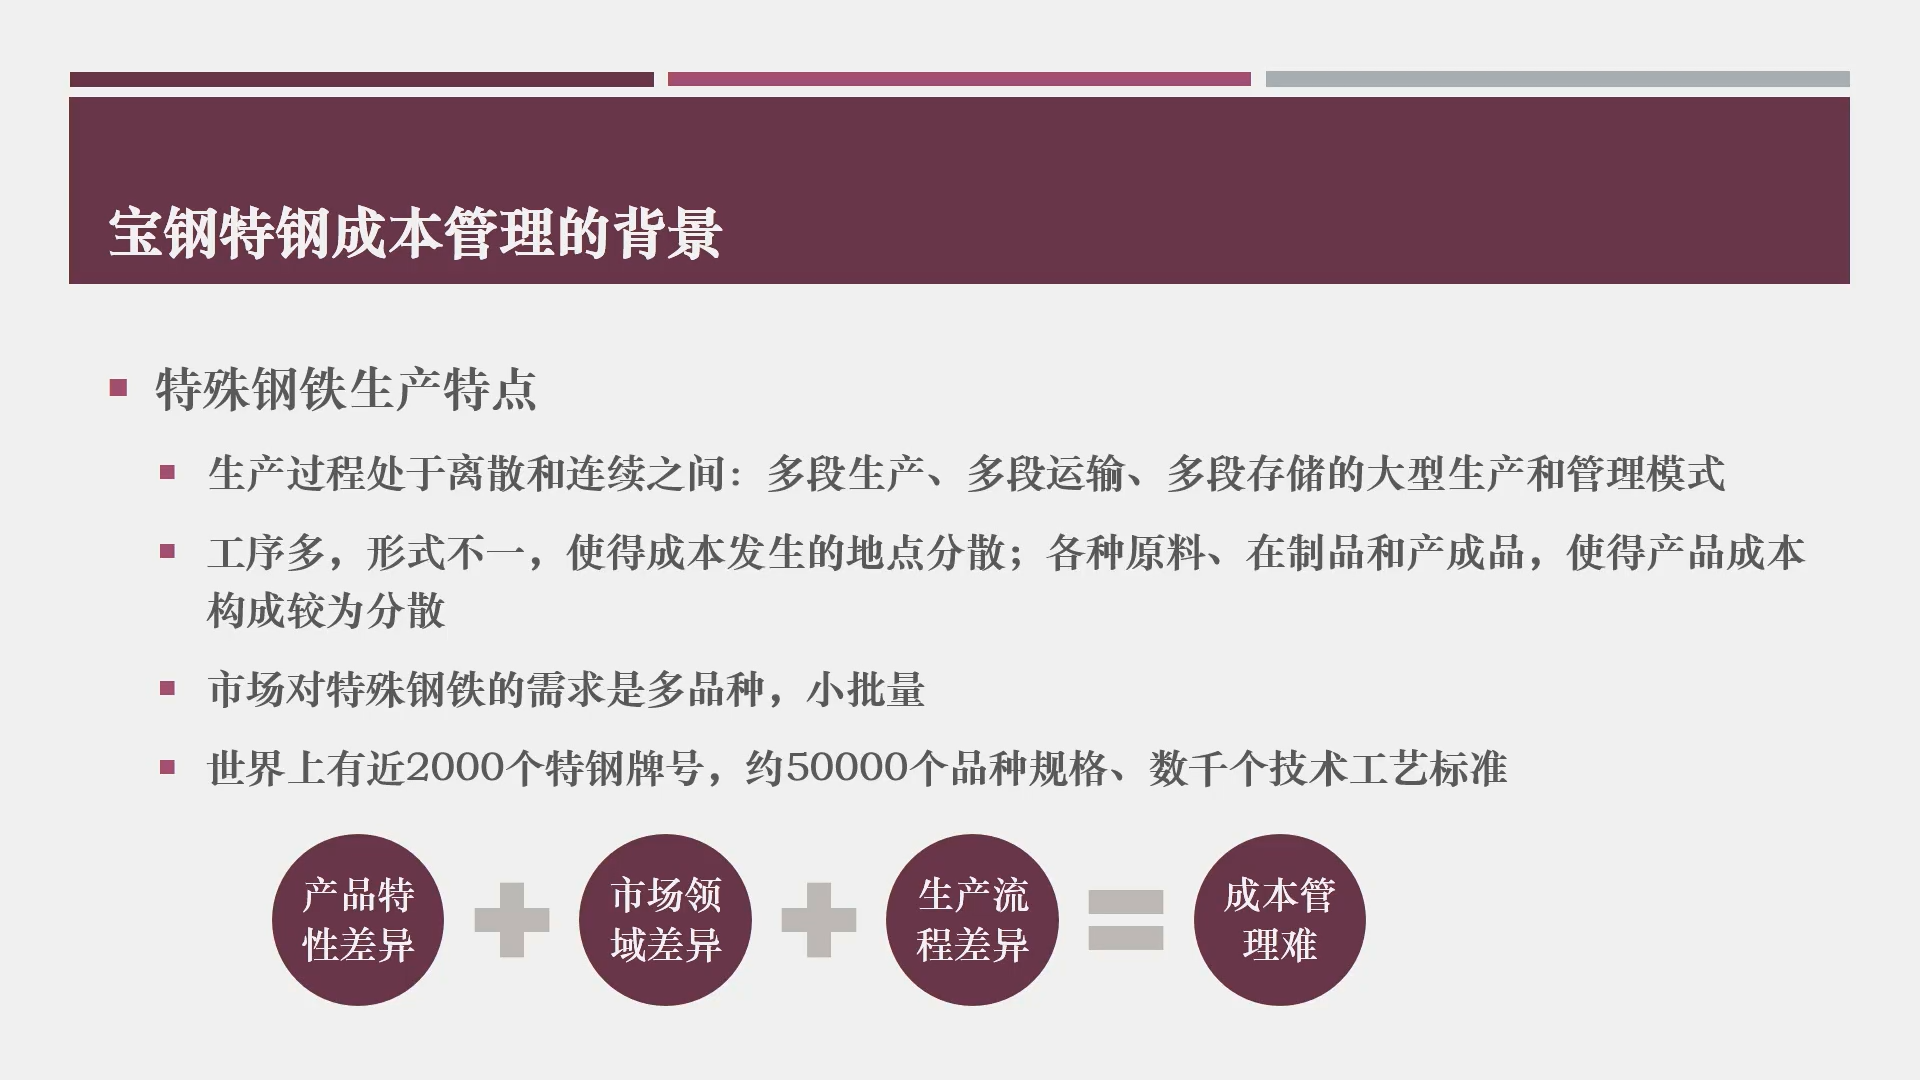 宝钢特钢成本管理的背景
特殊钢铁生产特点
生产过程处于离散和连续之间：多段生产、多段运输、多段存储的大型生产和管理模式
工序多，形式不一，使得成本发生的地点分散；各种原料、在制品和产成品，使得产品成本
构成较为分散
市场对特殊钢铁的需求是多品种，小批量
世界上有近2000个特钢牌号，约50000个品种规格、数千个技术工艺标准
产品特
性差异
市场领
域差异
生产流
程差异
成本管
理难